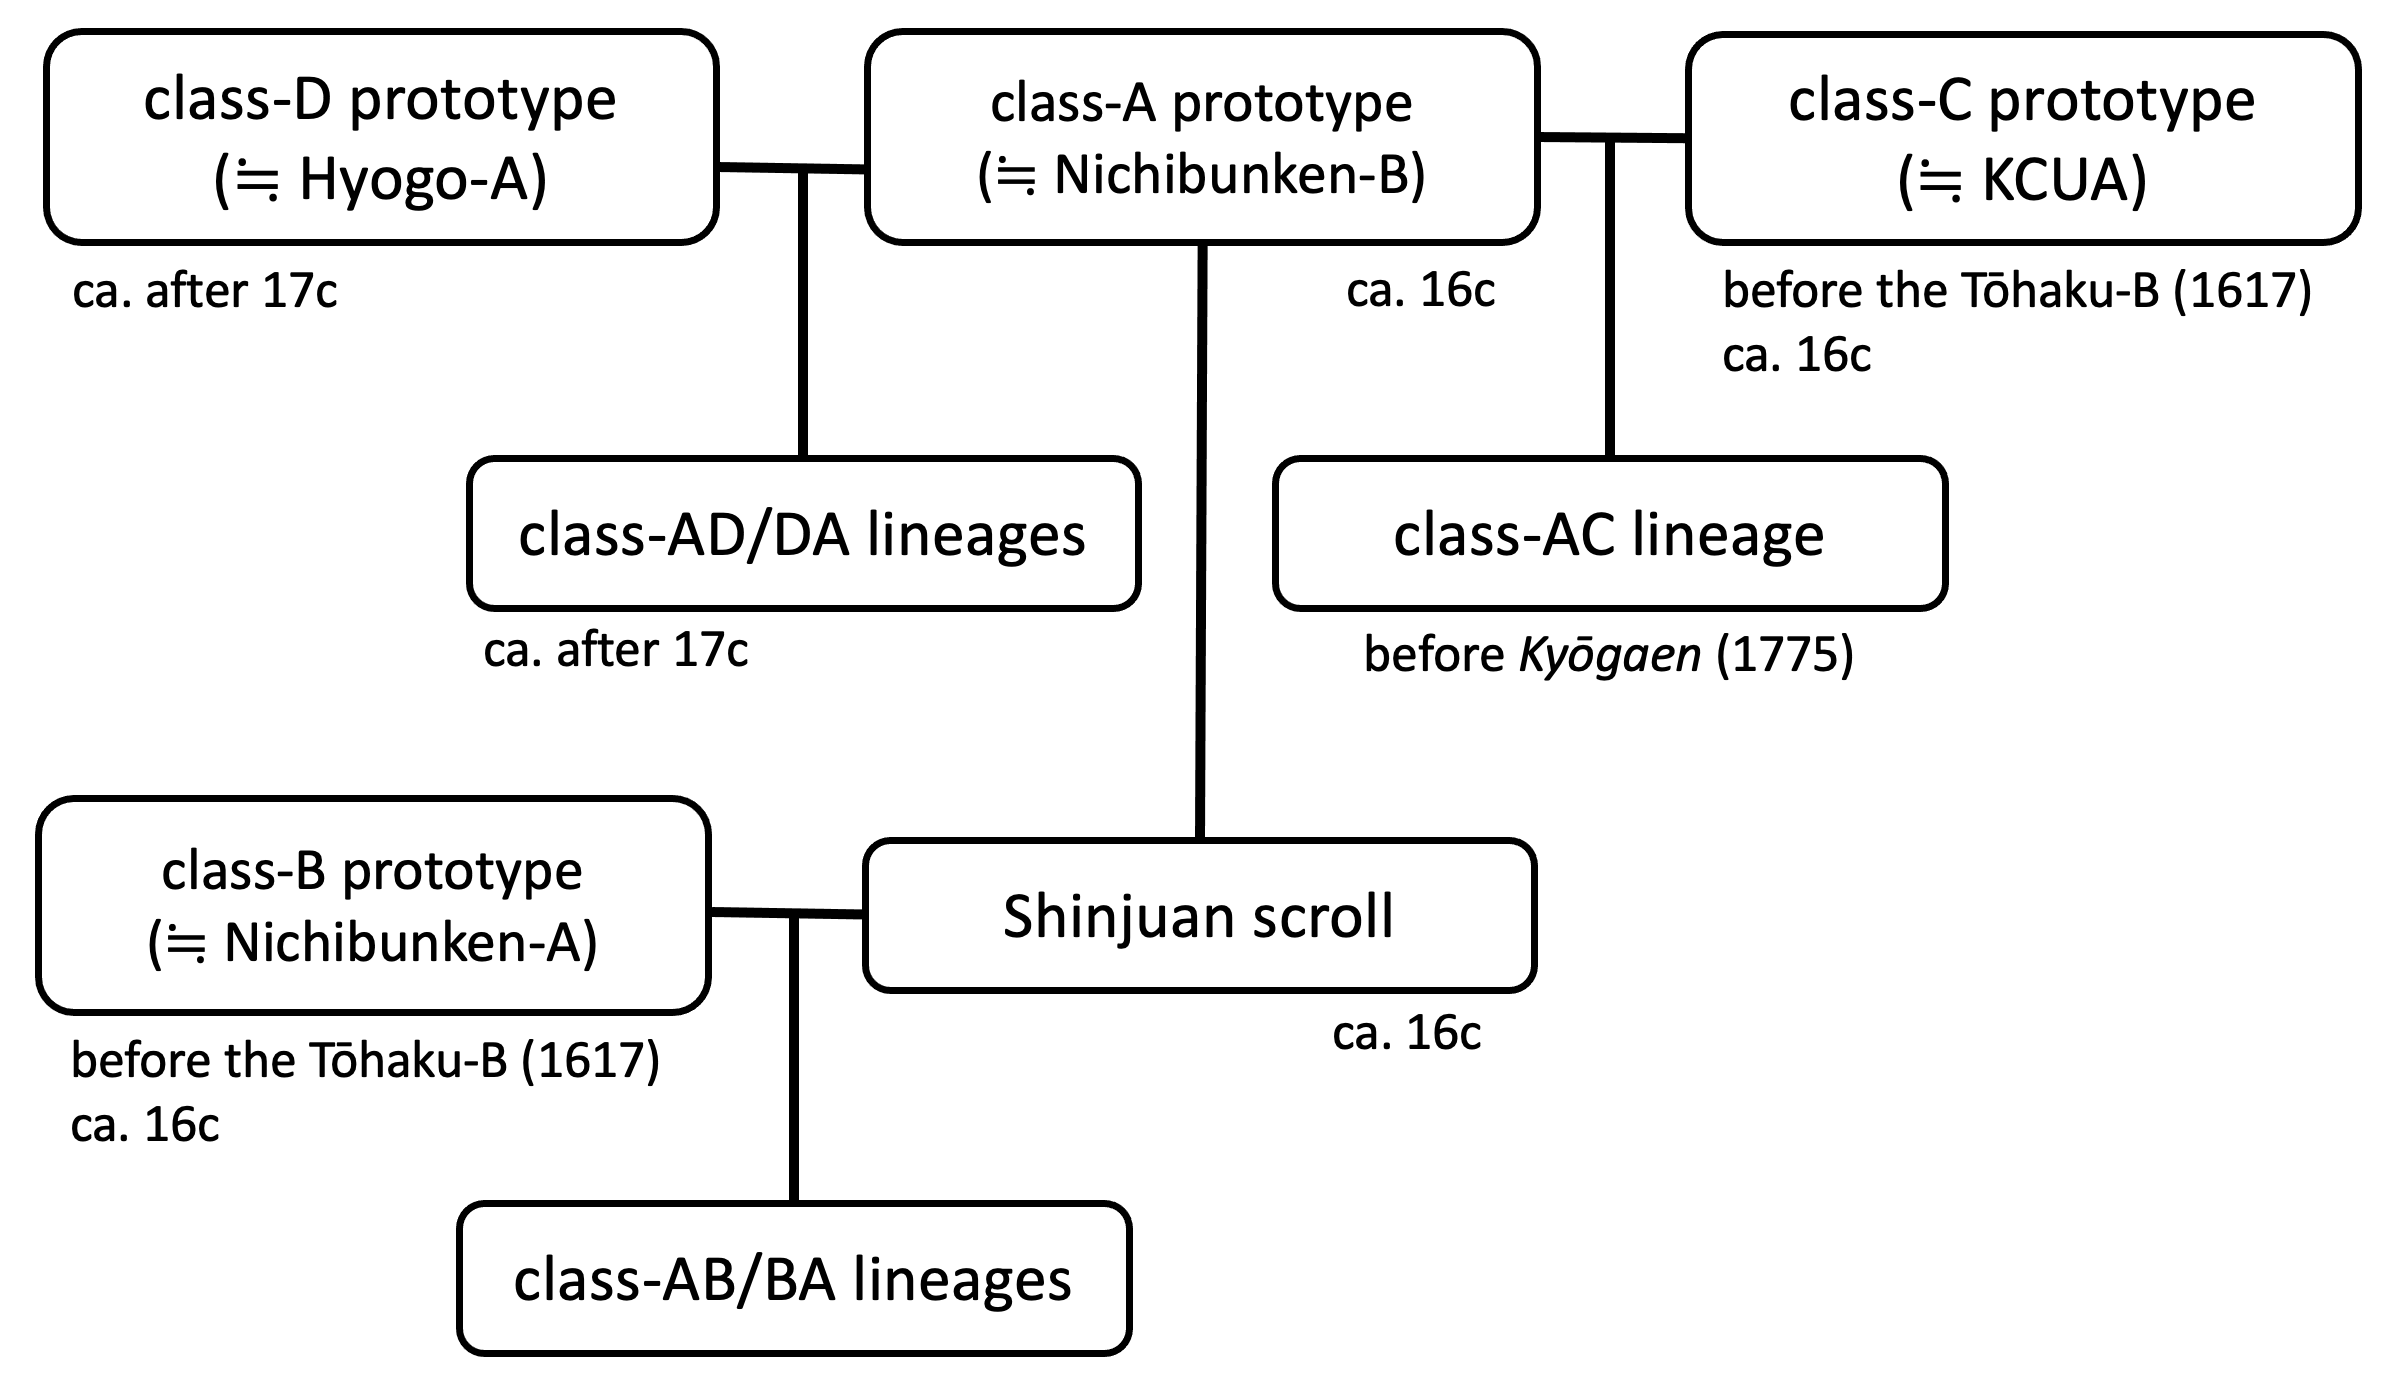 class-D prototype
(≒ Hyogo-A)
ca. after 17c
class-A prototype
(≒ Nichibunken-B)
ca. 16c
class-C prototype
(≒ KCUA)
before the Tōhaku-B (1617)
ca. 16c
class-AD/DA lineages
ca. after 17c
class-AC lineage
before Kyōgaen (1775)
class-B prototype
(≒ Nichibunken-A)
before the Tōhaku-B (1617)
ca. 16c
Shinjuan scroll
ca. 16c
class-AB/BA lineages